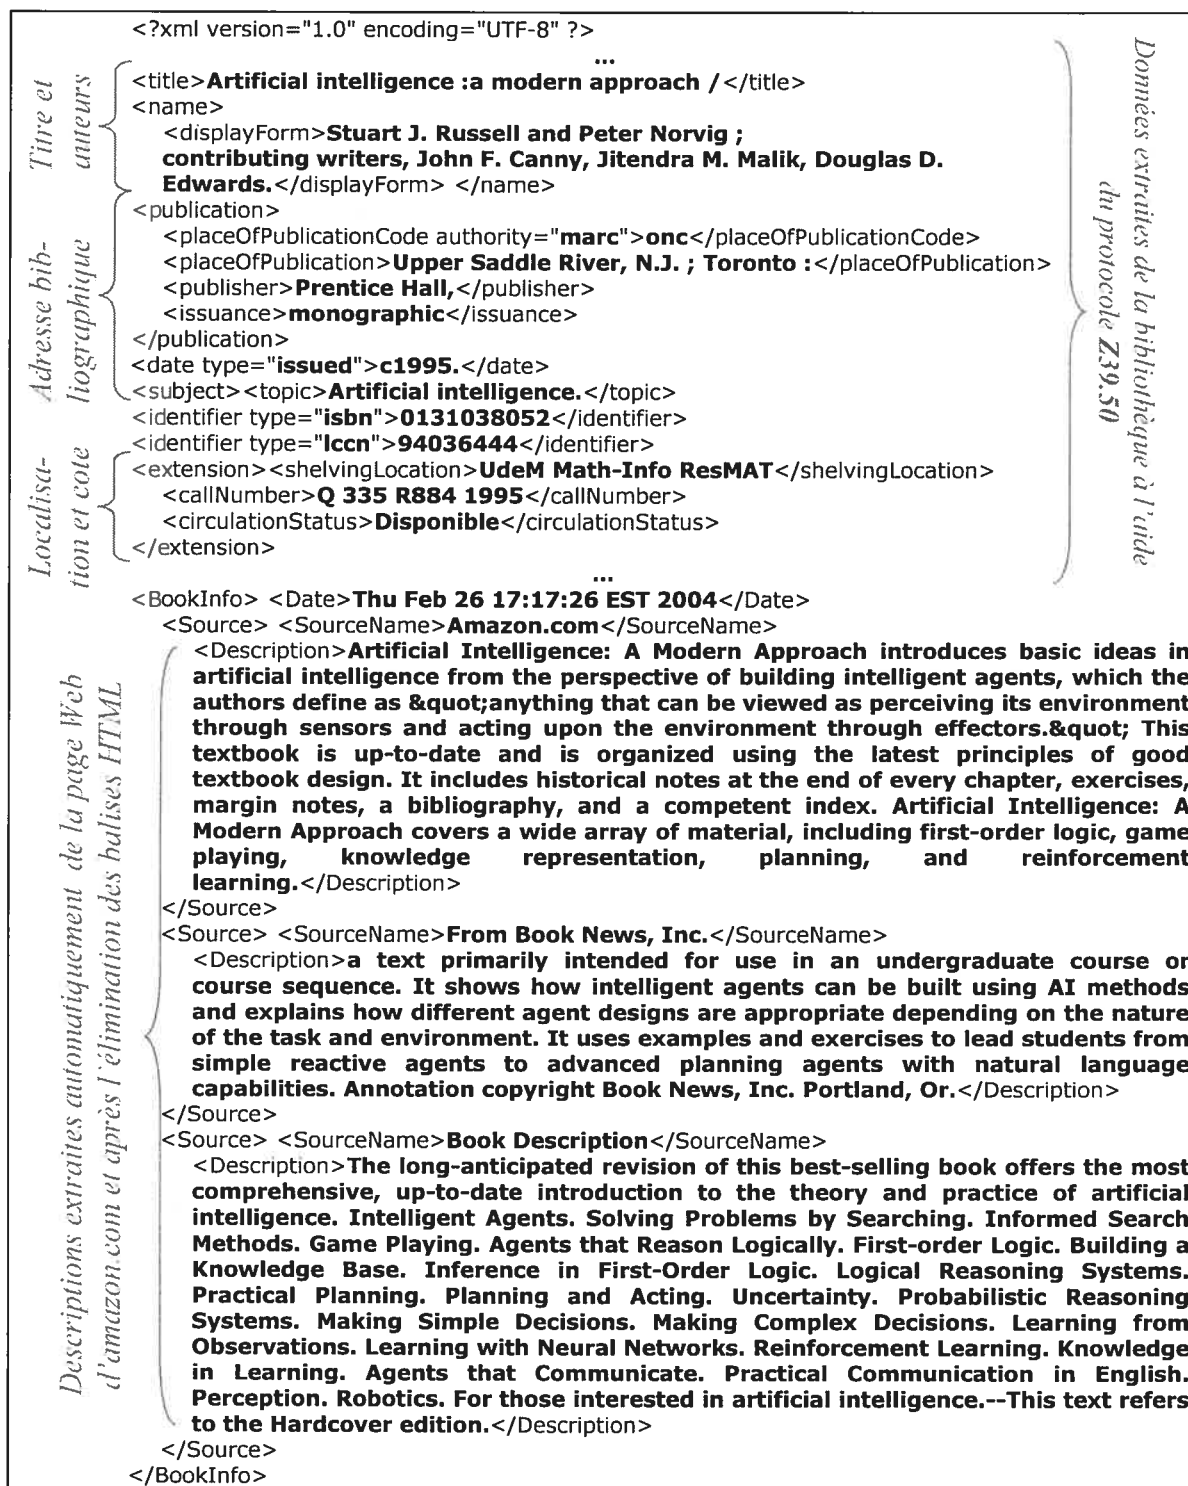 <?xml version="1.0" encoding="UTF-8" ?>
...
<title>Artificial intelligence :a modern approach /</title>
<name>
<displayForm>Stuart J. Russell and Peter Norvig ;
contributing writers, John F. Canny, Jitendra M. Malik, Douglas D.
Edwards.</displayForm> </name>
<publication>
<placeOfPublicationCode authority="marc">onc</placeOfPublicationCode>
<placeOfPublication>Upper Saddle River, N.J. ; Toronto :</placeOfPublication>
<publisher>Prentice Hall,</publisher>
<issuance>monographic</issuance>
</publication>
<date type="issued">c1995.</date>
<subject><topic>Artificial intelligence.</topic>
<identifier type="isbn">0131038052</identifier>
<identifier type="lccn">94036444</identifier>
<extension><shelvingLocation>UdeM Math-Info ResMAT</shelvingLocation>
<callNumber>Q 335 R884 1995</callNumber>
<circulationStatus>Disponible</circulationStatus>
</extension>
...
<BookInfo> <Date>Thu Feb 26 17:17:26 EST 2004</Date>
<Source> <SourceName>Amazon.com</SourceName>
<Description>Artificial Intelligence: A Modern Approach introduces basic ideas in
artificial intelligence from the perspective of building intelligent agents, which the
authors define as &quot;anything that can be viewed as perceiving its environment
through sensors and acting upon the environment through effectors.&quot; This
textbook is up-to-date and is organized using the latest principles of good
textbook design. It includes historical notes at the end of every chapter, exercises,
margin notes, a bibliography, and a competent index. Artificial Intelligence: A
Modern Approach covers a wide array of material, including first-order logic, game
playing, knowledge representation, planning, and reinforcement
learning.</Description>
</Source>
<Source> <SourceName>From Book News, Inc.</SourceName>
<Description>a text primarily intended for use in an undergraduate course or
course sequence. It shows how intelligent agents can be built using AI methods
and explains how different agent designs are appropriate depending on the nature
of the task and environment. It uses examples and exercises to lead students from
simple reactive agents to advanced planning agents with natural language
capabilities. Annotation copyright Book News, Inc. Portland, Or.</Description>
</Source>
<Source> <SourceName>Book Description</SourceName>
<Description>The long-anticipated revision of this best-selling book offers the most
comprehensive, up-to-date introduction to the theory and practice of artificial
intelligence. Intelligent Agents. Solving Problems by Searching. Informed Search
Methods. Game Playing. Agents that Reason Logically. First-order Logic. Building a
Knowledge Base. Inference in First-Order Logic. Logical Reasoning Systems.
Practical Planning. Planning and Acting. Uncertainty. Probabilistic Reasoning
Systems. Making Simple Decisions. Making Complex Decisions. Learning from
Observations. Learning with Neural Networks. Reinforcement Learning. Knowledge
in Learning. Agents that Communicate. Practical Communication in English.
Perception. Robotics. For those interested in artificial intelligence.--This text refers
to the Hardcover edition.</Description>
</Source>
</BookInfo>
Titre et
auteurs
Adresse bib-
liographique
Localisa-
tion et cote
Descriptions extraites automatiquement de la page Web
d'amazon.com et après l'élimination des balises HTML
Données extraites de la bibliothèque à l'aide
du protocole Z39.50